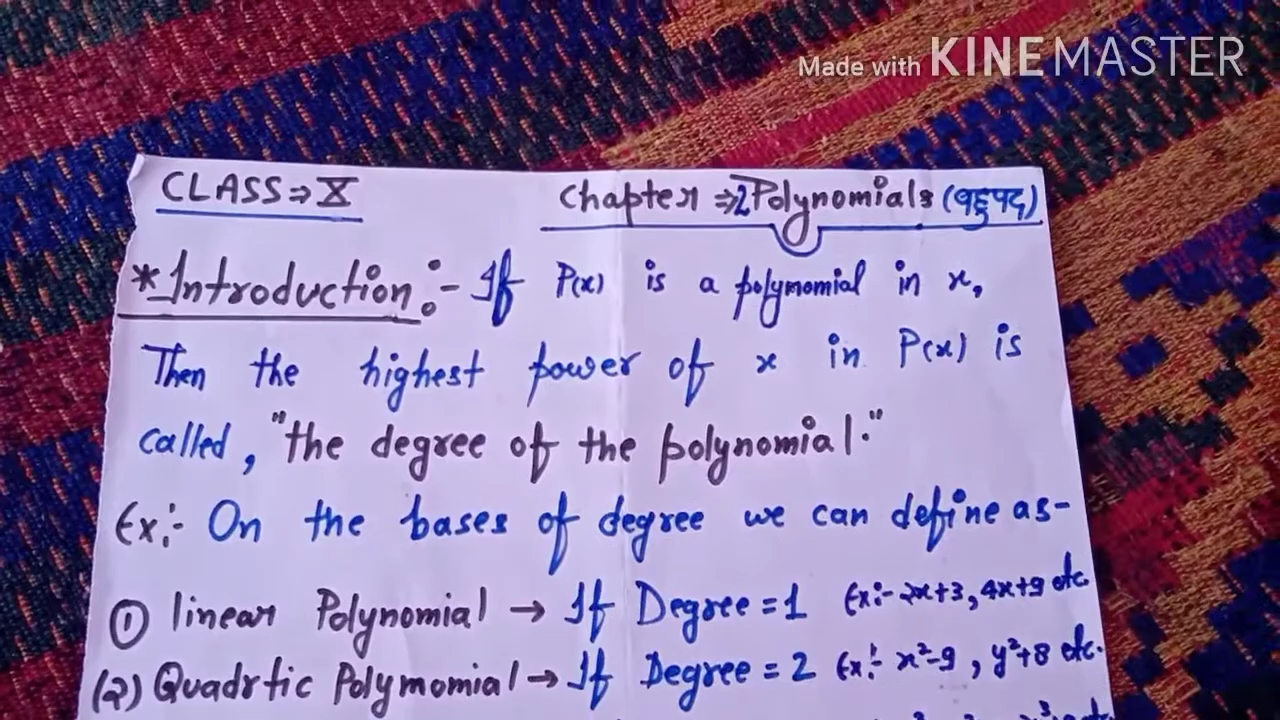 Made with KINEMASTER
CLASS ⇒ X
Chapter ⇒ 2 Polynomials (बहुपद)
* Introduction :- If P(x) is a polynomial in x,
Then the highest power of x in P(x) is
called, "the degree of the polynomial."
Ex:- On the bases of degree we can define as-
① linear Polynomial → If Degree = 1 Ex:- 2x+3, 4x+9 etc.
(2) Quadrtic Polymomial → If Degree = 2 Ex:- x²-9, y²+8 etc.